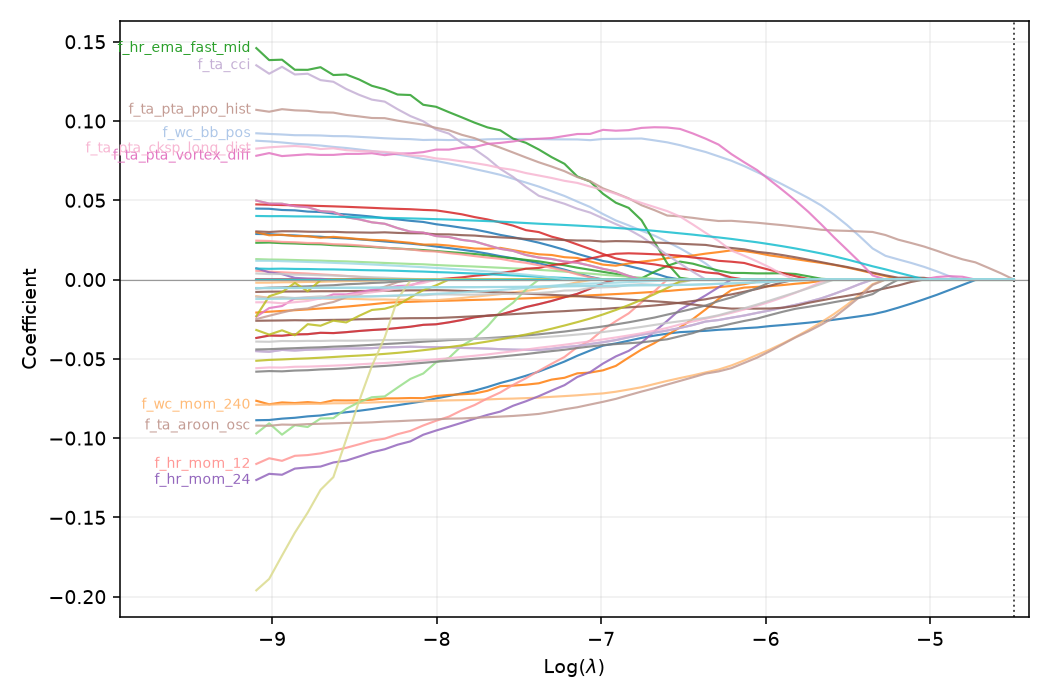 0.15
0.10
0.05
0.00
−0.05
−0.10
−0.15
−0.20
Coefficient
f_hr_ema_fast_mid
f_ta_cci
f_ta_pta_ppo_hist
f_wc_bb_pos
f_ta_pta_cksp_long_dist
f_ta_pta_vortex_diff
f_wc_mom_240
f_ta_aroon_osc
f_hr_mom_12
f_hr_mom_24
−9
−8
−7
−6
−5
Log(λ)